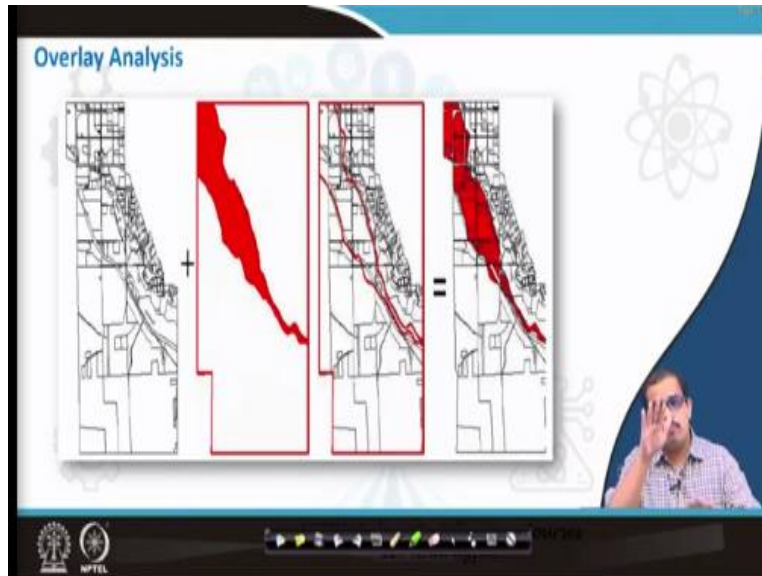 Overlay Analysis
+
=
NPTEL